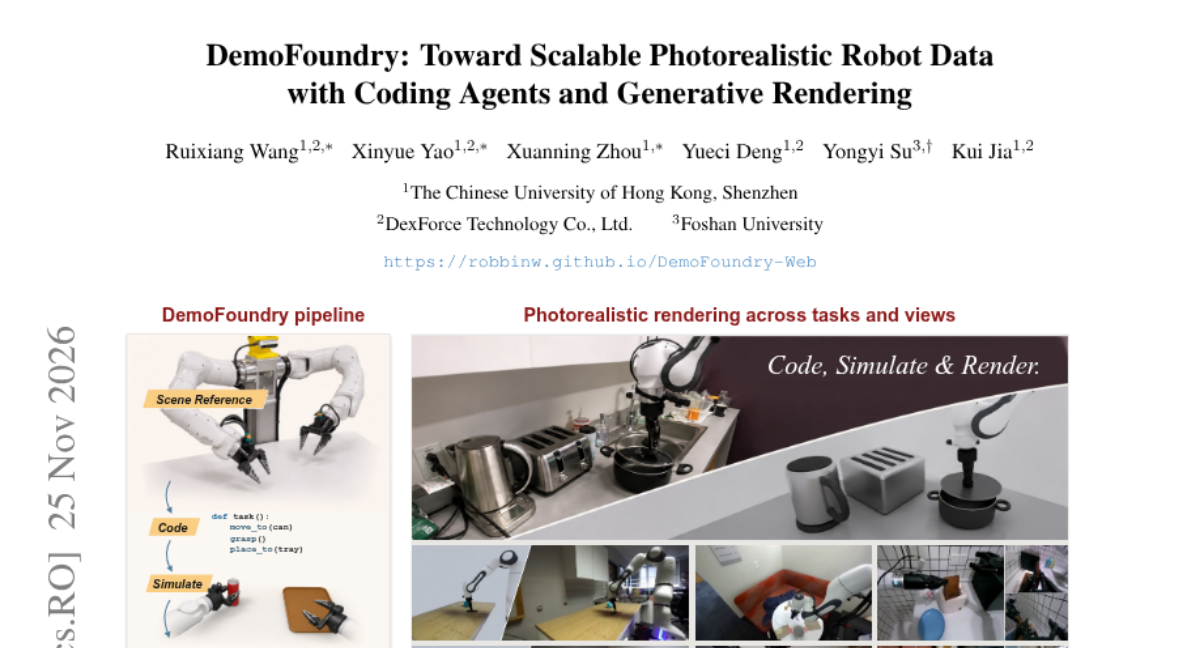 DemoFoundry: Toward Scalable Photorealistic Robot Data
with Coding Agents and Generative Rendering
Ruixiang Wang1,2,* Xinyue Yao1,2,* Xuanning Zhou1,* Yueci Deng1,2 Yongyi Su3,† Kui Jia1,2
1The Chinese University of Hong Kong, Shenzhen
2DexForce Technology Co., Ltd. 3Foshan University
https://robbinw.github.io/DemoFoundry-Web
cs.RO] 25 Nov 2026
DemoFoundry pipeline
Scene Reference
Code
def task():
move_to(can)
grasp()
place_to(tray)
Simulate
Photorealistic rendering across tasks and views
Code, Simulate & Render.